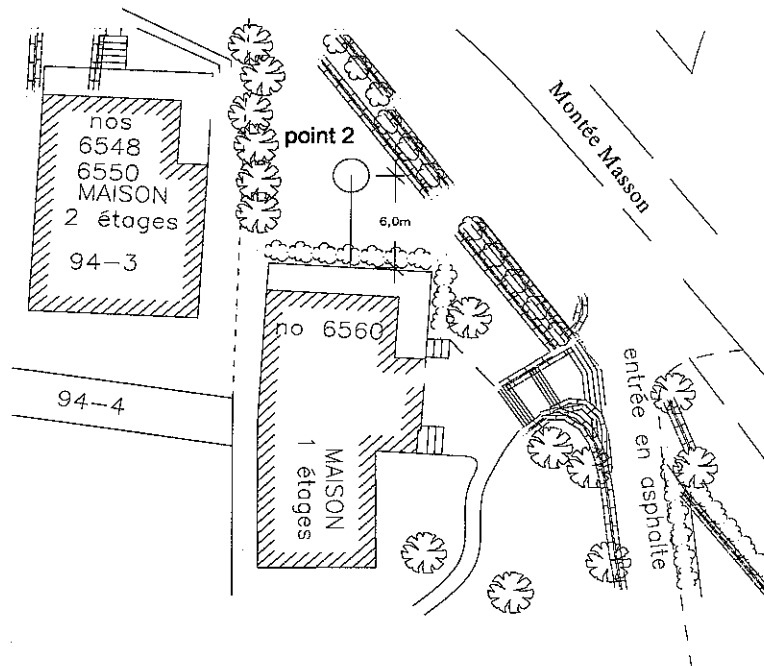 nos
6548
6550
MAISON
2 étages
94-3
point 2
6,0m
Montée Masson
no 6560
94-4
MAISON
1 étages
entrée en asphalte